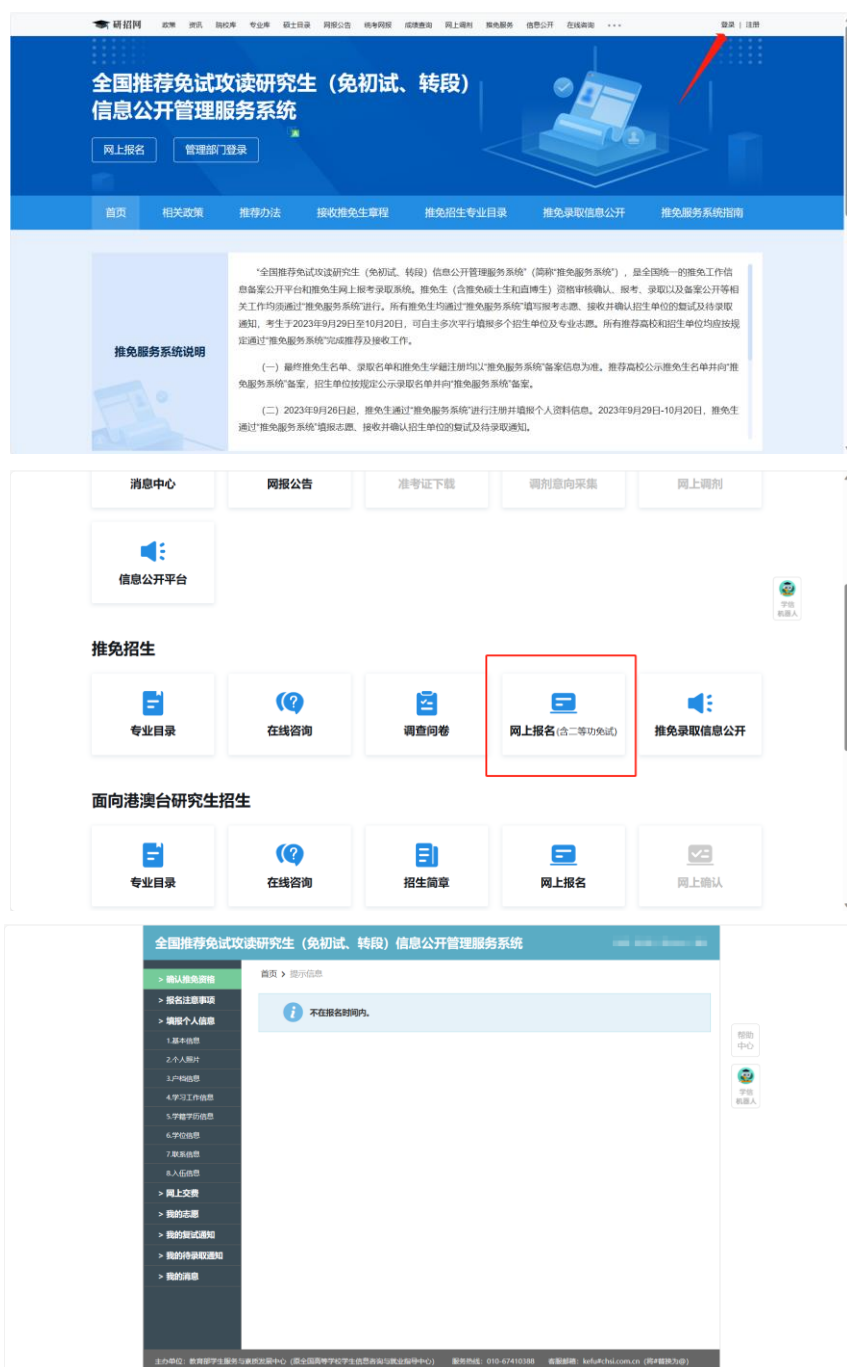 研招网 政策 资讯 院校库 专业库 硕士目录 网报公告 统考网报 成绩查询 网上调剂 推免服务 信息公开 在线咨询 ··· 登录 | 注册
全国推荐免试攻读研究生（免初试、转段）
信息公开管理服务系统
网上报名 管理部门登录
首页 相关政策 推荐办法 接收推免生章程 推免招生专业目录 推免录取信息公开 推免服务系统指南
推免服务系统说明
“全国推荐免试攻读研究生（免初试、转段）信息公开管理服务系统”（简称“推免服务系统”），是全国统一的推免工作信
息备案公开平台和推免生网上报考录取系统。推免生（含推免硕士生和直博生）资格审核确认、报考、录取以及备案公开等相
关工作均须通过“推免服务系统”进行。所有推免生均通过“推免服务系统”填写报考志愿、接收并确认招生单位的复试及待录取
通知，考生于2023年9月29日至10月20日，可自主多次平行填报多个招生单位及专业志愿。所有推荐高校和招生单位均应按规
定通过“推免服务系统”完成推荐及接收工作。
（一）最终推免生名单、录取名单和推免生学籍注册均以“推免服务系统”备案信息为准。推荐高校公示推免生名单并向“推
免服务系统”备案，招生单位按规定公示录取名单并向“推免服务系统”备案。
（二）2023年9月26日起，推免生通过“推免服务系统”进行注册并填报个人资料信息。2023年9月29日-10月20日，推免生
通过“推免服务系统”填报志愿、接收并确认招生单位的复试及待录取通知。
消息中心 网报公告 准考证下载 调剂意向采集 网上调剂
信息公开平台
学信
机器人
推免招生
专业目录 在线咨询 调查问卷 网上报名(含二等功免试) 推免录取信息公开
面向港澳台研究生招生
专业目录 在线咨询 招生简章 网上报名 网上确认
全国推荐免试攻读研究生（免初试、转段）信息公开管理服务系统
> 确认推免资格
首页 > 提示信息
> 报名注意事项
不在报名时间内。
> 填报个人信息
1.基本信息
2.个人照片
3.户档信息
4.学习工作信息
5.学籍学历信息
6.学位信息
7.联系信息
8.入伍信息
> 网上交费
> 我的志愿
> 我的复试通知
> 我的待录取通知
> 我的消息
帮助
中心
学信
机器人
主办单位：教育部学生服务与素质发展中心（原全国高等学校学生信息咨询与就业指导中心） 服务热线：010-67410388 客服邮箱：kefu#chsi.com.cn（将#替换为@）